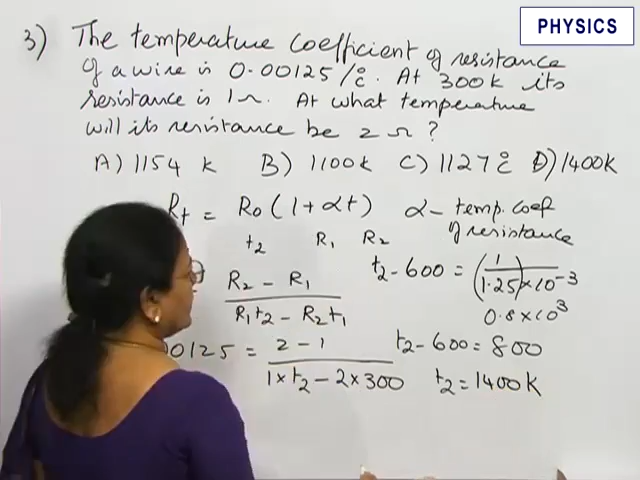 PHYSICS
3) The temperature coefficient of resistance
of a wire is 0.00125/°C. At 300k its
resistance is 1Ω. At what temperature
will its resistance be 2Ω?
A) 1154 k B) 1100k C) 1127°C D) 1400K
Rt = R0 (1 + αt) α - temp. coef
of resistance
t2 R1 R2
R2 - R1 / R1t2 - R2t1
t2 - 600 = (1/1.25) × 10^-3
0.8 × 10^3
00125 = 2 - 1 / 1 × t2 - 2 × 300
t2 - 600 = 800
t2 = 1400K